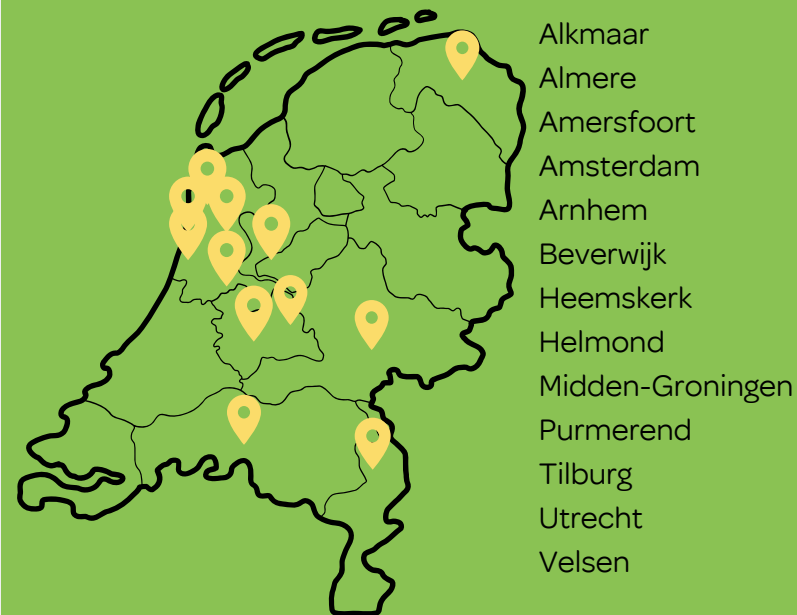 Alkmaar
Almere
Amersfoort
Amsterdam
Arnhem
Beverwijk
Heemskerk
Helmond
Midden-Groningen
Purmerend
Tilburg
Utrecht
Velsen